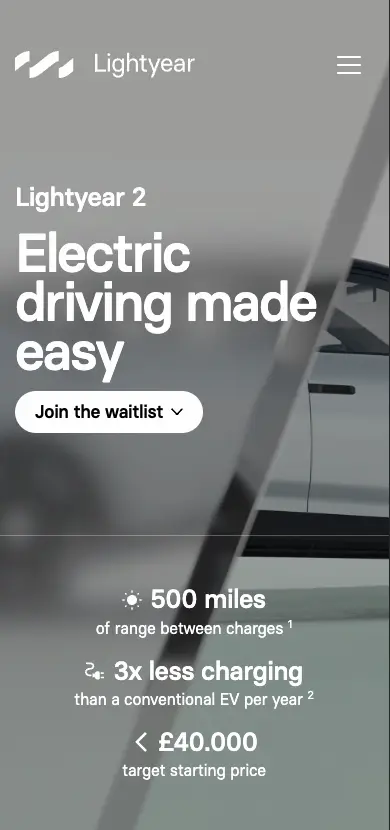 Lightyear
Lightyear 2
Electric
driving made
easy
Join the waitlist
500 miles
of range between charges ¹
3x less charging
than a conventional EV per year ²
< £40.000
target starting price